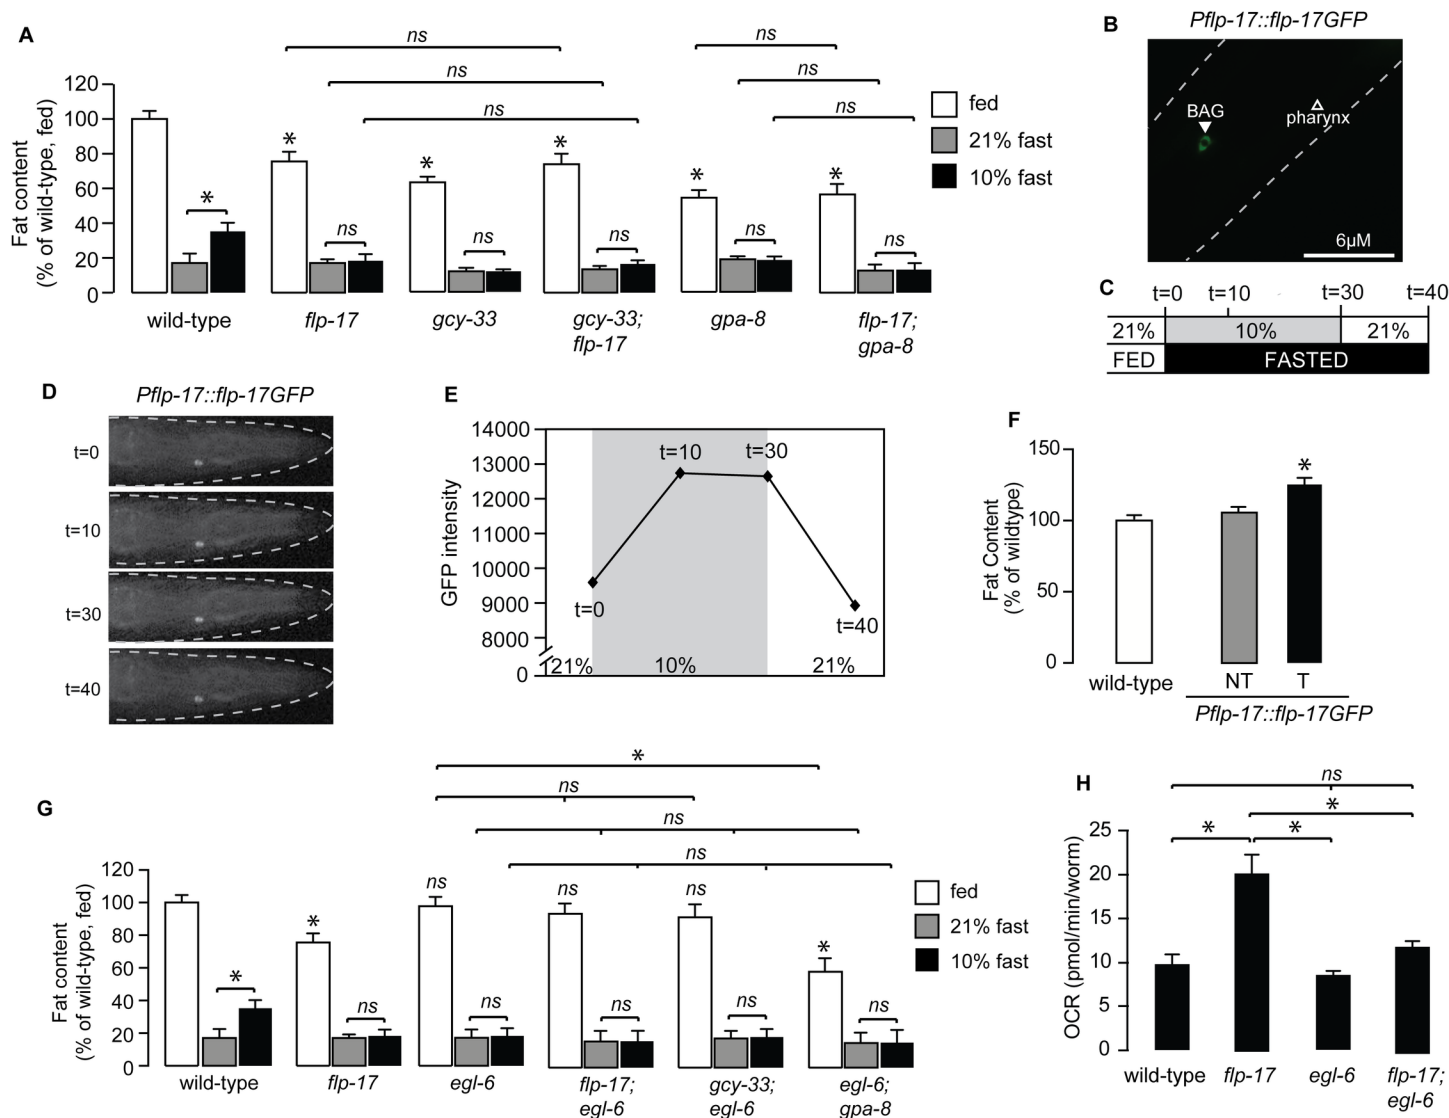 A
ns
ns
ns
ns
ns
ns
Fat content
(% of wild-type, fed)
120
100
80
60
40
20
0
*
*
ns
*
ns
*
ns
*
ns
*
ns
*
wild-type
flp-17
gcy-33
gcy-33;
flp-17
gpa-8
flp-17;
gpa-8
fed
21% fast
10% fast
B
Pflp-17::flp-17GFP
BAG
pharynx
6µM
C
t=0 t=10 t=30 t=40
21% 10% 21%
FED FASTED
D
Pflp-17::flp-17GFP
t=0
t=10
t=30
t=40
E
GFP intensity
14000
13000
12000
11000
10000
9000
8000
0
t=0
t=10
t=30
t=40
21% 10% 21%
F
Fat Content
(% of wildtype)
150
100
50
0
*
wild-type
NT T
Pflp-17::flp-17GFP
G
*
ns
ns
ns
Fat content
(% of wild-type, fed)
120
100
80
60
40
20
0
*
*
ns
ns
ns
ns
ns
ns
ns
*
ns
wild-type
flp-17
egl-6
flp-17;
egl-6
gcy-33;
egl-6
egl-6;
gpa-8
fed
21% fast
10% fast
H
ns
*
* *
OCR (pmol/min/worm)
25
20
15
10
5
0
wild-type
flp-17
egl-6
flp-17;
egl-6